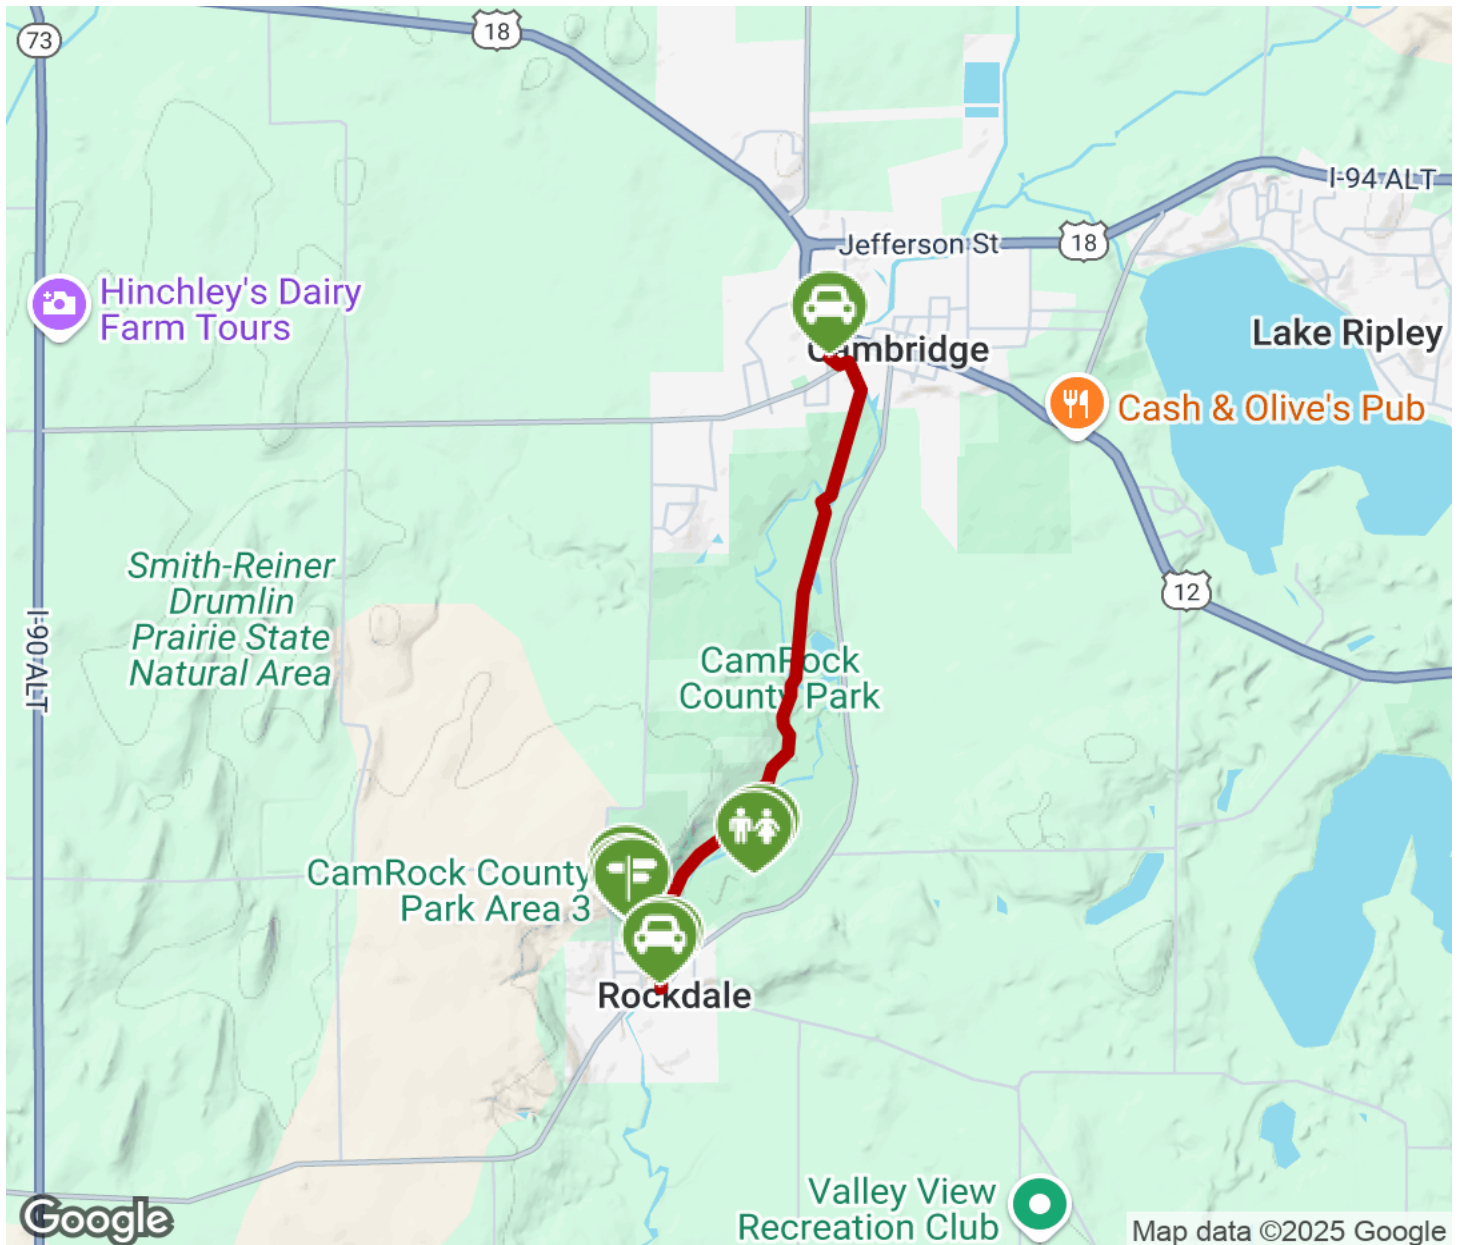 73
18
I-94 ALT
Jefferson St
18
Hinchley's Dairy
Farm Tours
Lake Ripley
Cambridge
Cash & Olive's Pub
Smith-Reiner
Drumlin
Prairie State
Natural Area
12
I-90 ALT
CamRock
County Park
CamRock County
Park Area 3
Rockdale
Valley View
Recreation Club
Google
Map data ©2025 Google